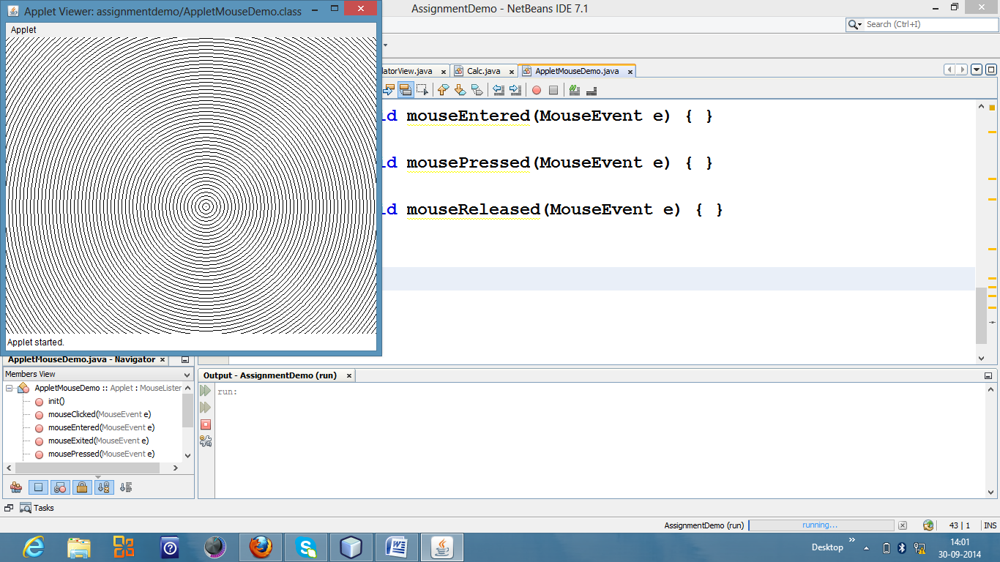 Applet Viewer: assignmentdemo/AppletMouseDemo.class
Applet
Applet started.
AssignmentDemo - NetBeans IDE 7.1
Search (Ctrl+I)
latorView.java
Calc.java
AppletMouseDemo.java
id mouseEntered(MouseEvent e) { }
id mousePressed(MouseEvent e) { }
id mouseReleased(MouseEvent e) { }
AppletMouseDemo.java - Navigator
Members View
AppletMouseDemo :: Applet : MouseLister
init()
mouseClicked(MouseEvent e)
mouseEntered(MouseEvent e)
mouseExited(MouseEvent e)
mousePressed(MouseEvent e)
Output - AssignmentDemo (run)
run:
Tasks
AssignmentDemo (run)
running...
43 | 1
INS
Desktop
14:01
30-09-2014